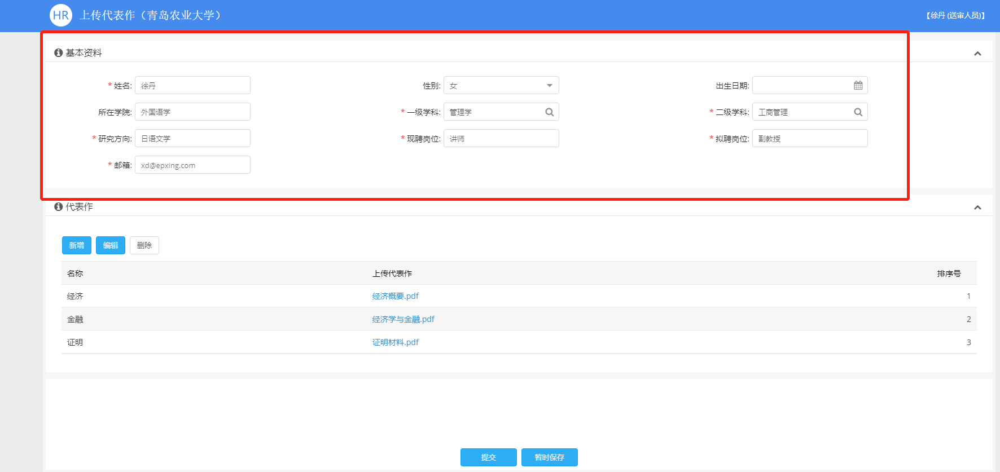 HR 上传代表作（青岛农业大学） 【徐丹 (送审人员)】
基本资料
* 姓名: 徐丹 性别: 女 出生日期:
所在学院: 外国语学 * 一级学科: 管理学 * 二级学科: 工商管理
* 研究方向: 日语文学 * 现聘岗位: 讲师 * 拟聘岗位: 副教授
* 邮箱: xd@epxing.com
代表作
新增 编辑 删除
名称 上传代表作 排序号
经济 经济概要.pdf 1
金融 经济学与金融.pdf 2
证明 证明材料.pdf 3
提交 暂时保存